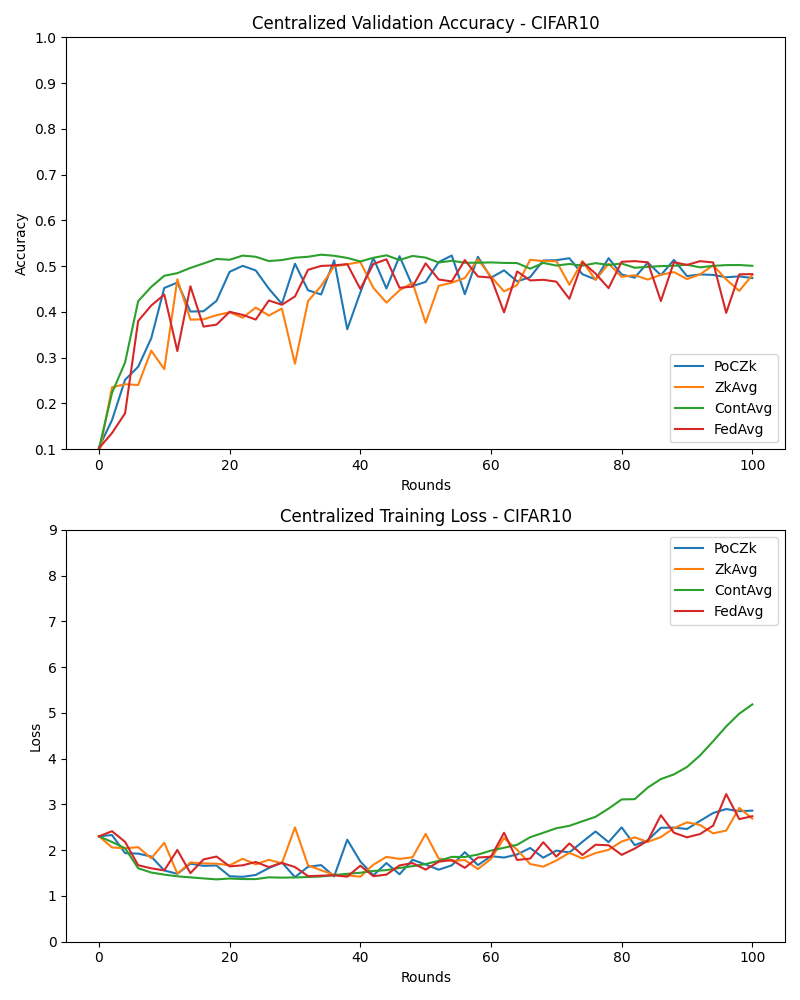 Centralized Validation Accuracy - CIFAR10
1.0
0.9
0.8
0.7
0.6
0.5
0.4
0.3
0.2
0.1
Accuracy
PoCZk
ZkAvg
ContAvg
FedAvg
0 20 40 60 80 100
Rounds
Centralized Training Loss - CIFAR10
9
8
7
6
5
4
3
2
1
0
Loss
PoCZk
ZkAvg
ContAvg
FedAvg
0 20 40 60 80 100
Rounds